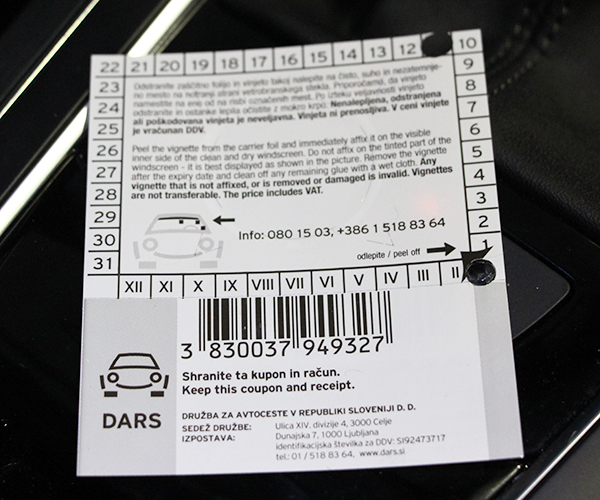 22 21 20 19 18 17 16 15 14 13 12 10
23 9
24 8
25 7
26 6
27 5
28 4
29 3
30 2
31 1
Odstranite zaščitno folijo in vinjeto takoj nalepite na čisto, suho in nezatemnje-
no mesto na notranji strani vetrobranskega stekla. Priporočamo, da vinjeto
namestite na eno od na risbi označenih mest. Po izteku veljavnosti vinjeto
odstranite in ostanke lepila očistite z mokro krpo. Nenalepljena, odstranjena
ali poškodovana vinjeta je neveljavna. Vinjeta ni prenosljiva. V ceni vinjete
je vračunan DDV.
Peel the vignette from the carrier foil and immediately affix it on the visible
inner side of the clean and dry windscreen. Do not affix on the tinted part of the
windscreen - it is best displayed as shown in the picture. Remove the vignette
after the expiry date and clean off any remaining glue with a wet cloth. Any
vignette that is not affixed, or is removed or damaged is invalid. Vignettes
are not transferable. The price includes VAT.
Info: 080 15 03, +386 1 518 83 64
odlepite / peel off
XII XI X IX VIII VII VI V IV III II
3 830037 949327
Shranite ta kupon in račun.
Keep this coupon and receipt.
DARS
DRUŽBA ZA AVTOCESTE V REPUBLIKI SLOVENIJI D. D.
SEDEŽ DRUŽBE: Ulica XIV. divizije 4, 3000 Celje
IZPOSTAVA: Dunajska 7, 1000 Ljubljana
identifikacijska številka za DDV: SI92473717
tel.: 01 / 518 83 64, www.dars.si